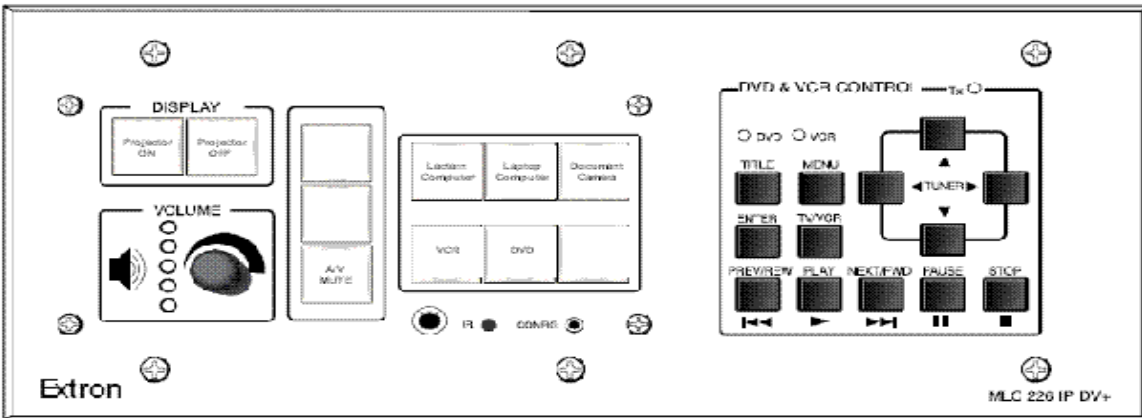 DISPLAY
Projector
ON
Projector
OFF
VOLUME
A/V
MUTE
Lectern
Computer
Laptop
Computer
Document
Camera
VCR
DVD
IR
CONFIG
DVD & VCR CONTROL
Tx
DVD
VCR
TITLE
MENU
TUNER
ENTER
TV/VCR
PREV/REW
PLAY
NEXT/FWD
PAUSE
STOP
Extron
MLC 226 IP DV+